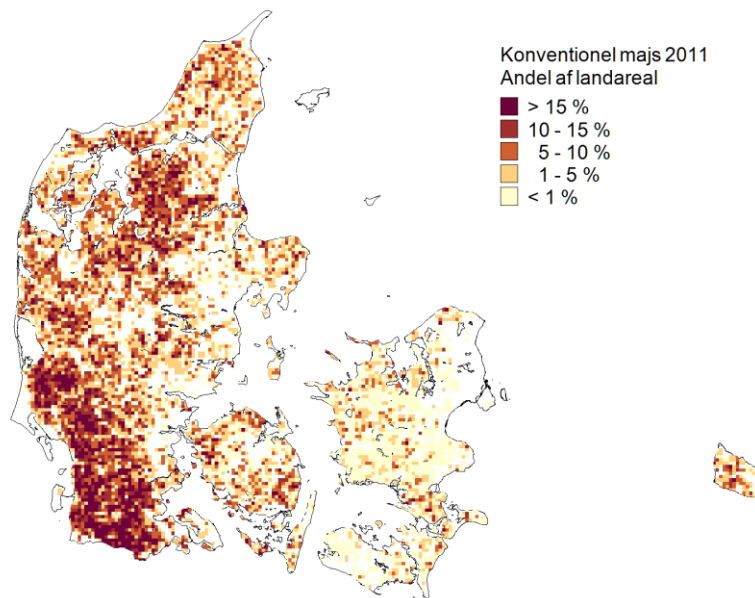 Konventionel majs 2011
Andel af landareal
> 15 %
10 - 15 %
5 - 10 %
1 - 5 %
< 1 %